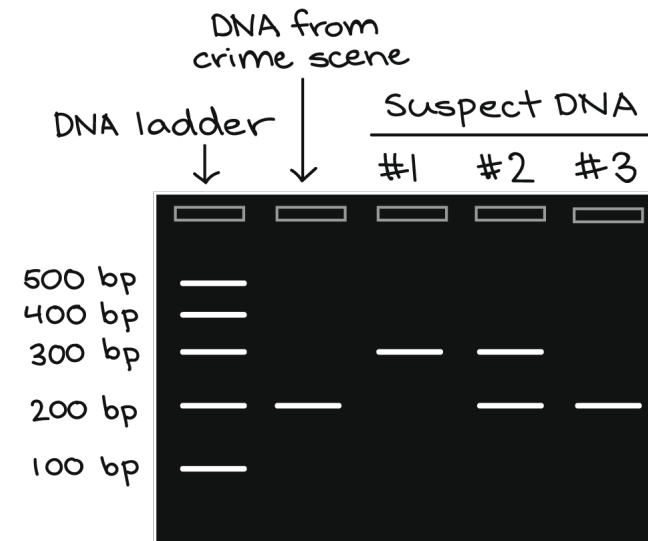 DNA from
crime scene
Suspect DNA
DNA ladder
#1 #2 #3
500 bp
400 bp
300 bp
200 bp
100 bp